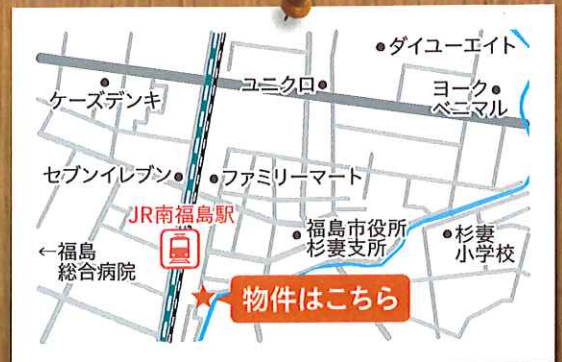 ダイユーエイト
ケーズデンキ
ユニクロ
ヨーク
ベニマル
セブンイレブン
ファミリーマート
JR南福島駅
←福島
総合病院
福島市役所
杉妻支所
杉妻
小学校
物件はこちら